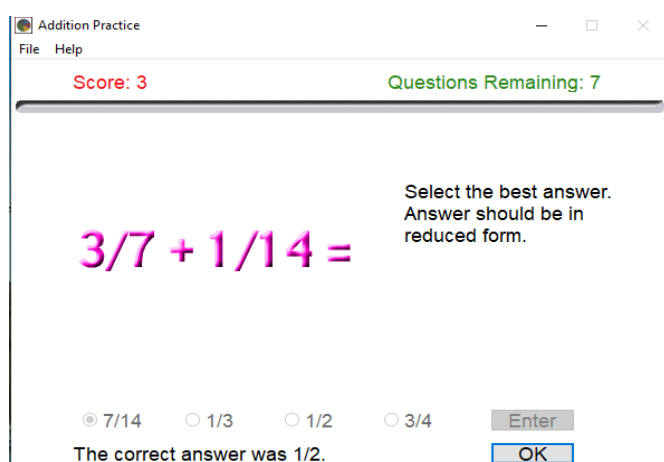 Addition Practice
File Help
Score: 3 Questions Remaining: 7
Select the best answer.
Answer should be in
reduced form.
3/7 + 1/14 =
7/14 1/3 1/2 3/4 Enter
The correct answer was 1/2. OK